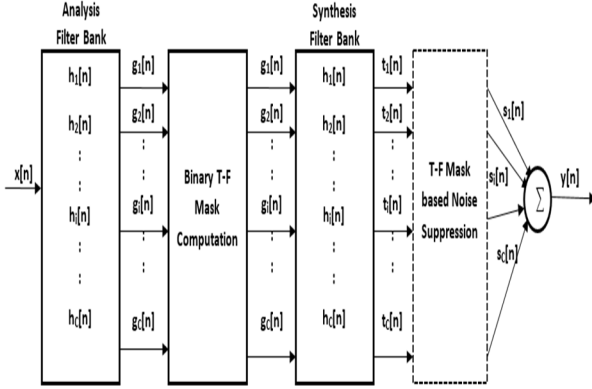 Analysis
Filter Bank
Synthesis
Filter Bank
x[n]
h1[n]
h2[n]
hi[n]
hC[n]
g1[n]
g2[n]
gi[n]
gC[n]
Binary T-F
Mask
Computation
g1[n]
g2[n]
gi[n]
gC[n]
h1[n]
h2[n]
hi[n]
hC[n]
t1[n]
t2[n]
ti[n]
tC[n]
T-F Mask
based Noise
Suppression
s1[n]
si[n]
sC[n]
Σ
y[n]